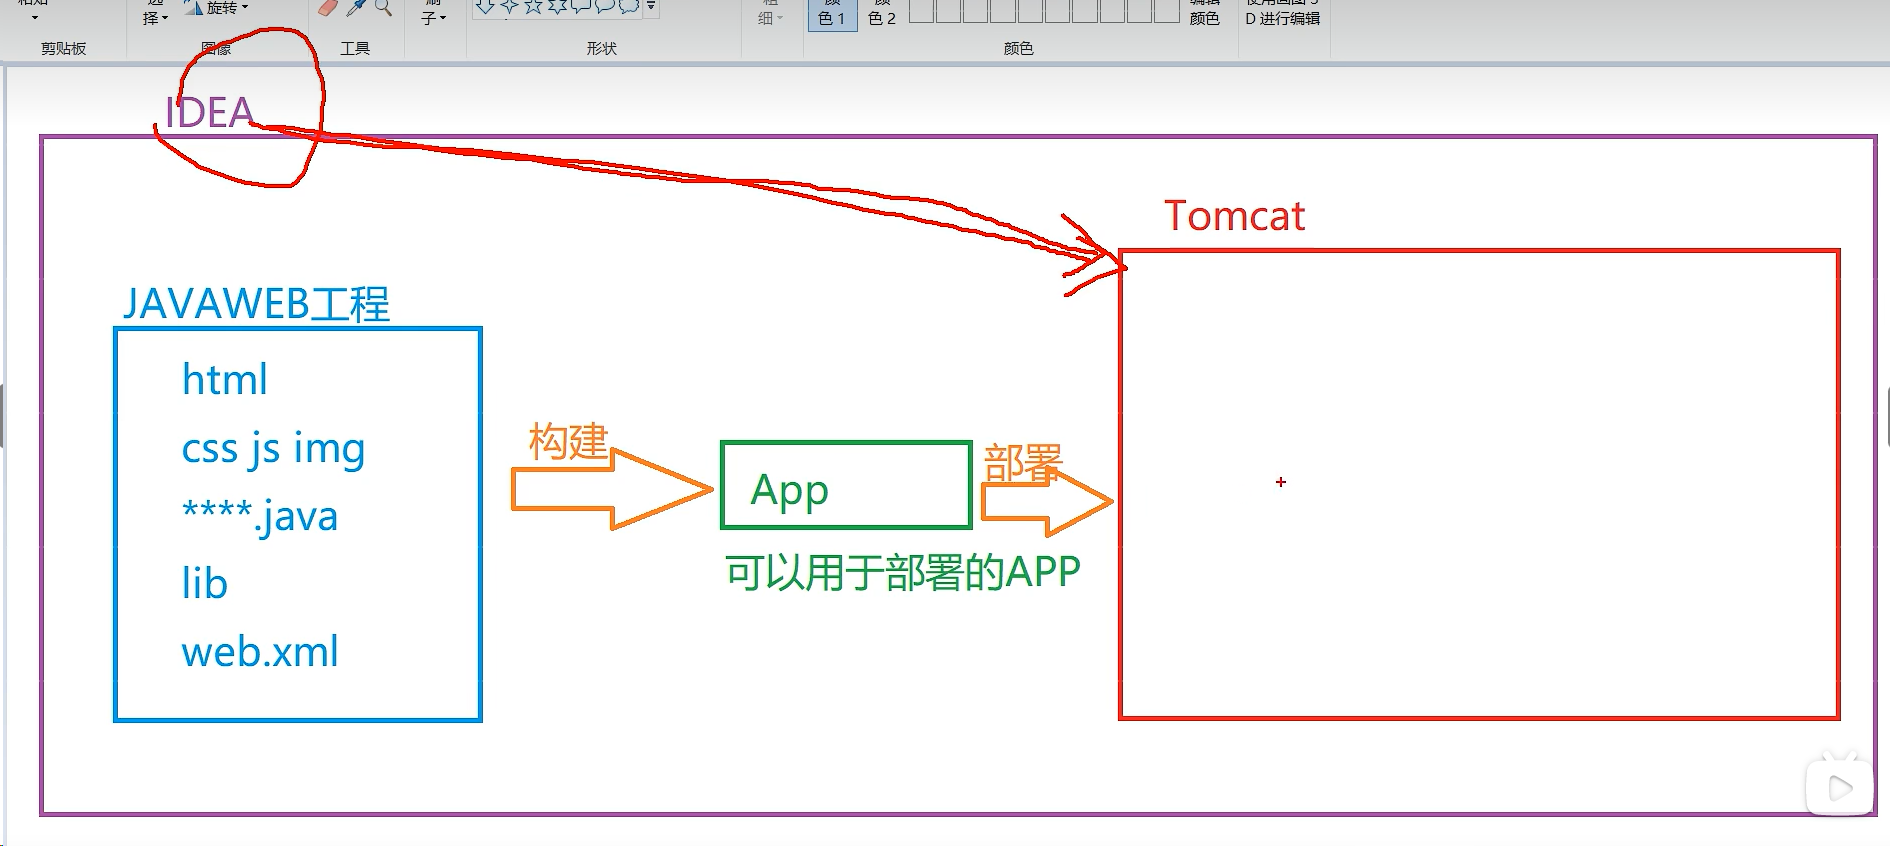 择
旋转
子
细
色 1
色 2
颜色
D 进行编辑
剪贴板
图像
工具
形状
颜色
IDEA
Tomcat
JAVAWEB工程
html
css js img
****.java
lib
web.xml
构建
App
部署
可以用于部署的APP